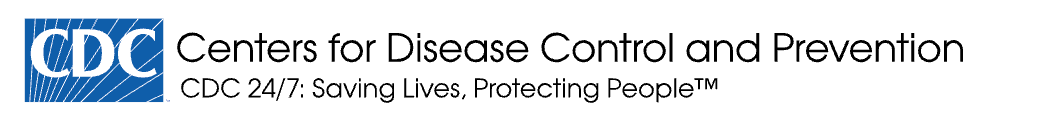 CDC Centers for Disease Control and Prevention
CDC 24/7: Saving Lives, Protecting People™